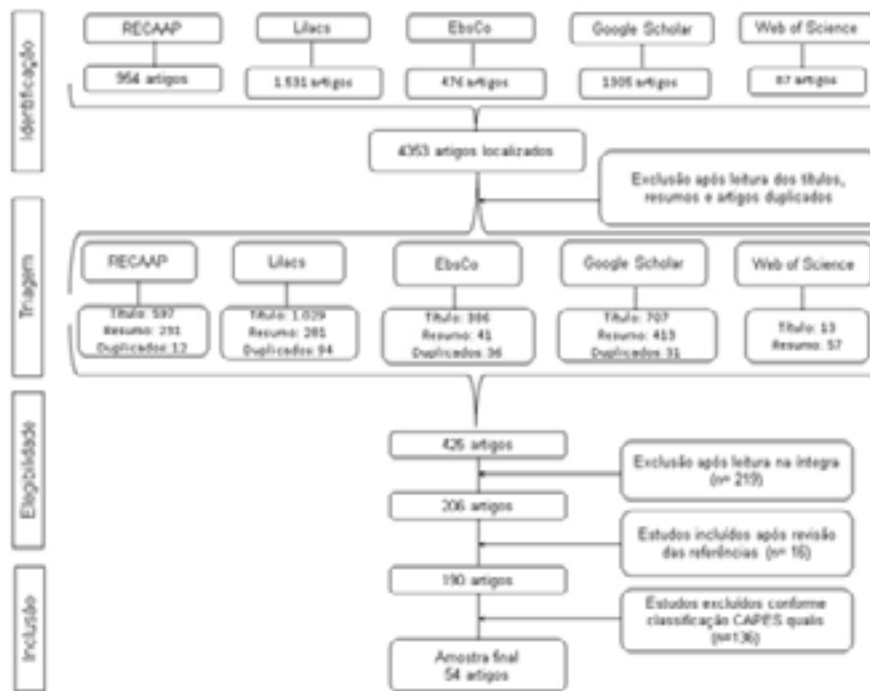 Identificação
RECAAP
Lilacs
EbsCo
Google Scholar
Web of Science
954 artigos
1.531 artigos
476 artigos
1305 artigos
87 artigos
4353 artigos localizados
Exclusão após leitura dos títulos,
resumos e artigos duplicados
Triagem
RECAAP
Lilacs
EbsCo
Google Scholar
Web of Science
Título: 597
Resumo: 231
Duplicados: 12
Título: 1.029
Resumo: 281
Duplicados: 94
Título: 386
Resumo: 41
Duplicados: 36
Título: 707
Resumo: 413
Duplicados: 31
Título: 13
Resumo: 57
Elegibilidade
426 artigos
Exclusão após leitura na íntegra
(n= 219)
206 artigos
Estudos incluídos após revisão
das referências (n= 16)
Inclusão
190 artigos
Estudos excluídos conforme
classificação CAPES qualis
(n=136)
Amostra final
54 artigos